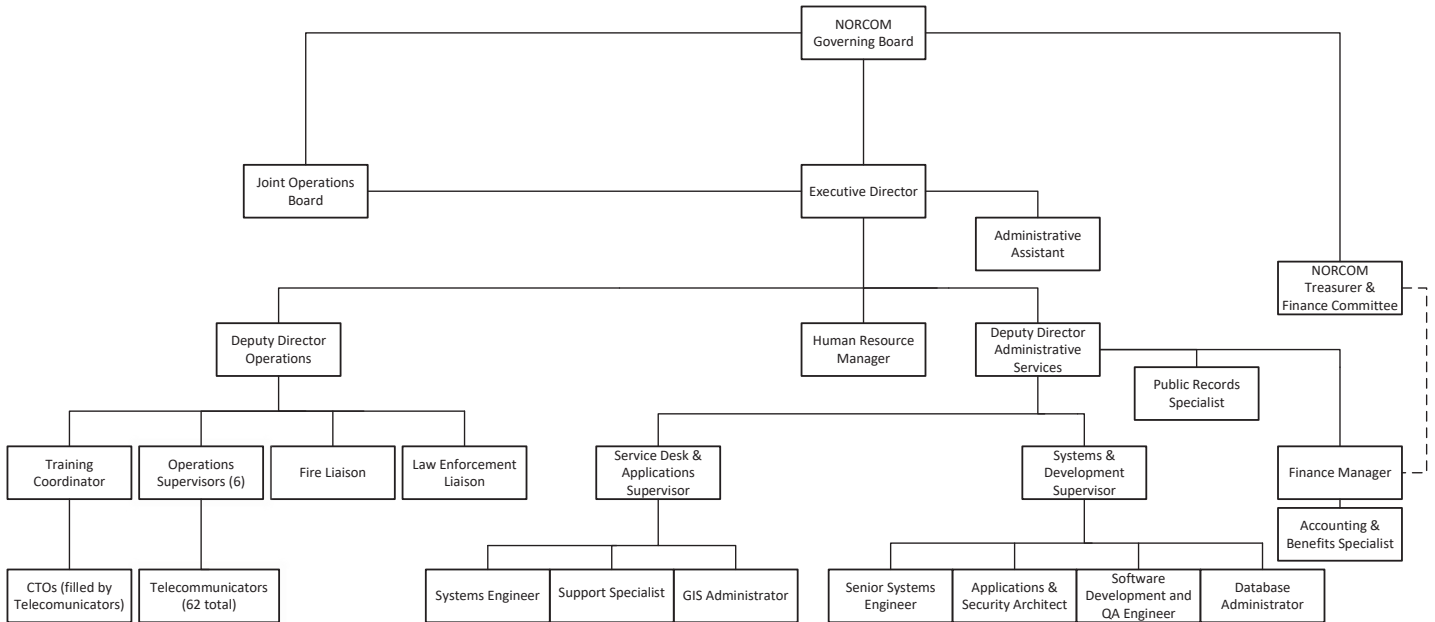 NORCOM
Governing Board
Joint Operations
Board
Executive Director
Administrative
Assistant
NORCOM
Treasurer &
Finance Committee
Deputy Director
Operations
Human Resource
Manager
Deputy Director
Administrative
Services
Public Records
Specialist
Training
Coordinator
Operations
Supervisors (6)
Fire Liaison
Law Enforcement
Liaison
Service Desk &
Applications
Supervisor
Systems &
Development
Supervisor
Finance Manager
Accounting &
Benefits Specialist
CTOs (filled by
Telecomunicators)
Telecommunicators
(62 total)
Systems Engineer
Support Specialist
GIS Administrator
Senior Systems
Engineer
Applications &
Security Architect
Software
Development and
QA Engineer
Database
Administrator